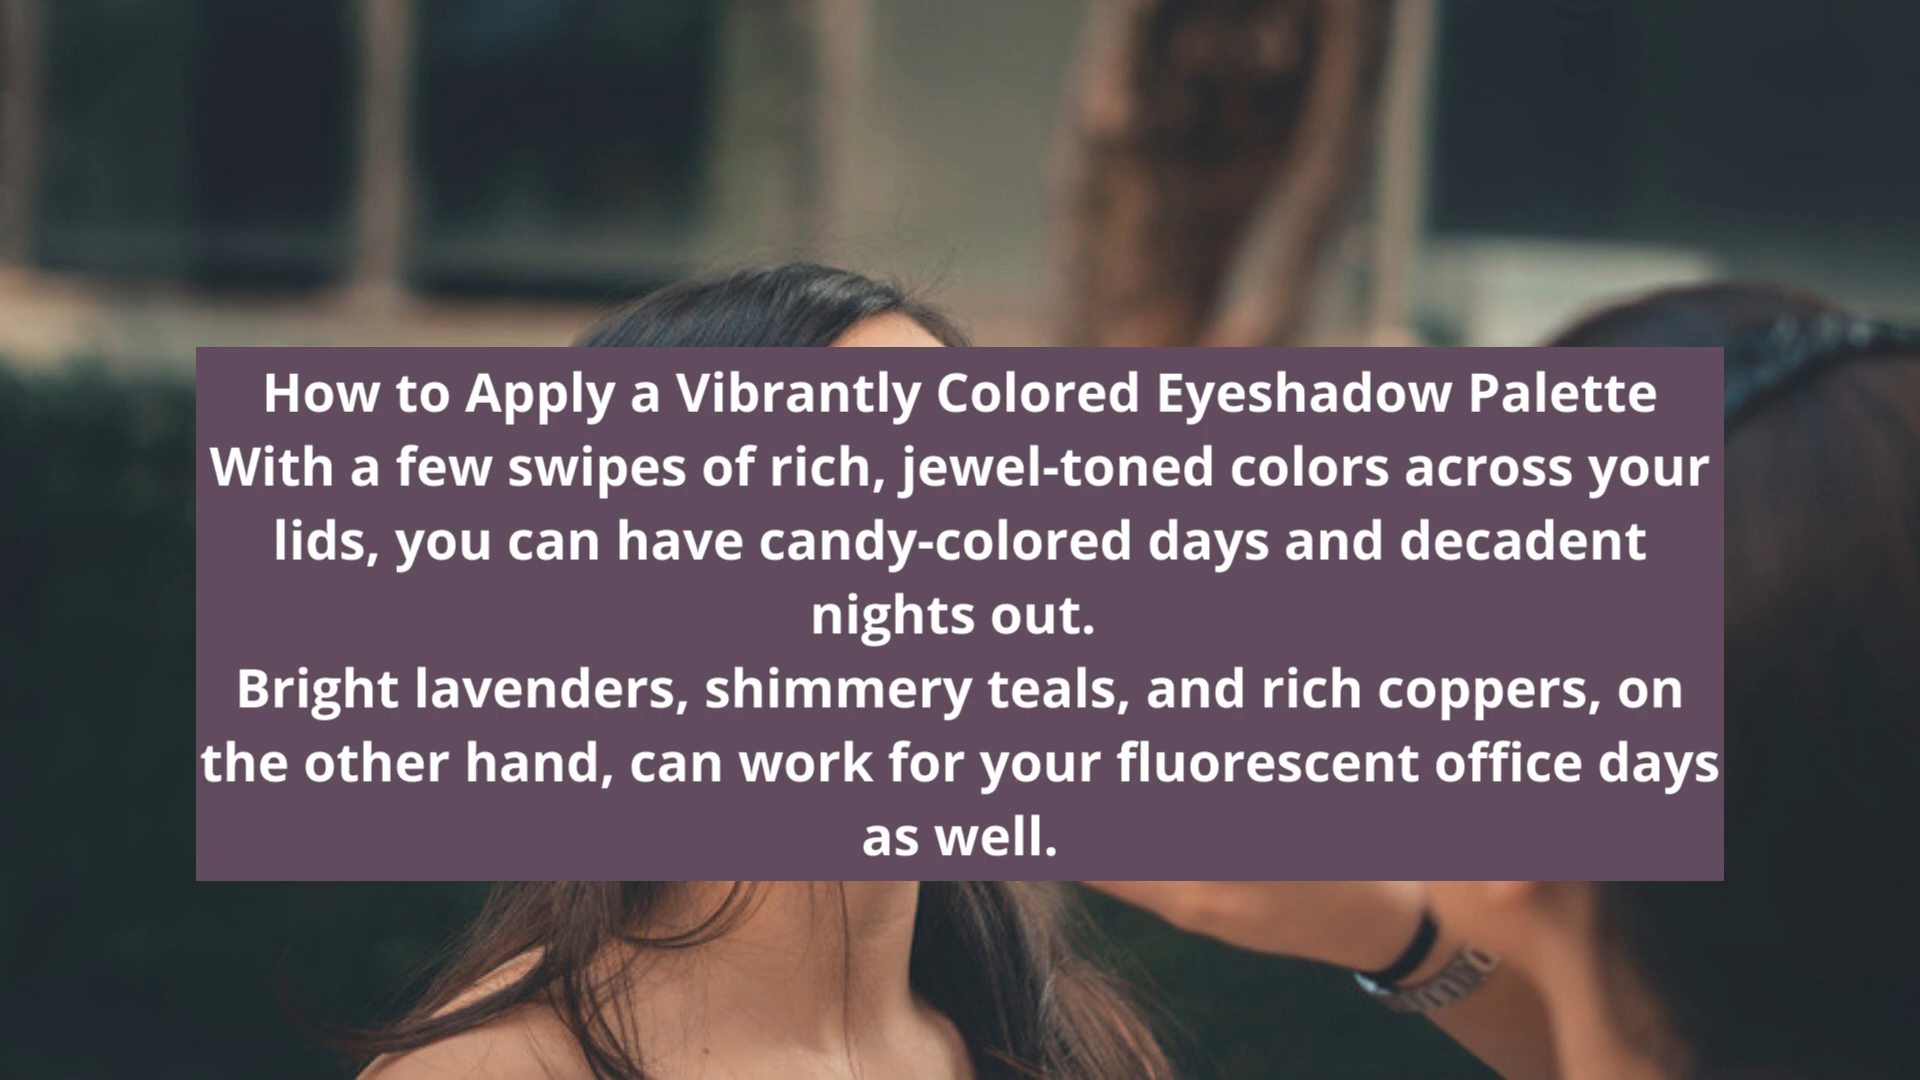 How to Apply a Vibrantly Colored Eyeshadow Palette
With a few swipes of rich, jewel-toned colors across your
lids, you can have candy-colored days and decadent
nights out.
Bright lavenders, shimmery teals, and rich coppers, on
the other hand, can work for your fluorescent office days
as well.